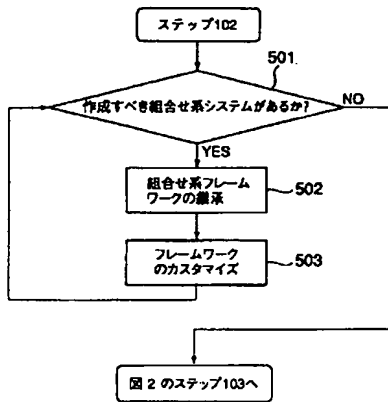 ステップ102
501
作成すべき組合せ系システムがあるか?
NO
YES
組合せ系フレーム
ワークの継承
502
フレームワーク
のカスタマイズ
503
図2のステップ103へ